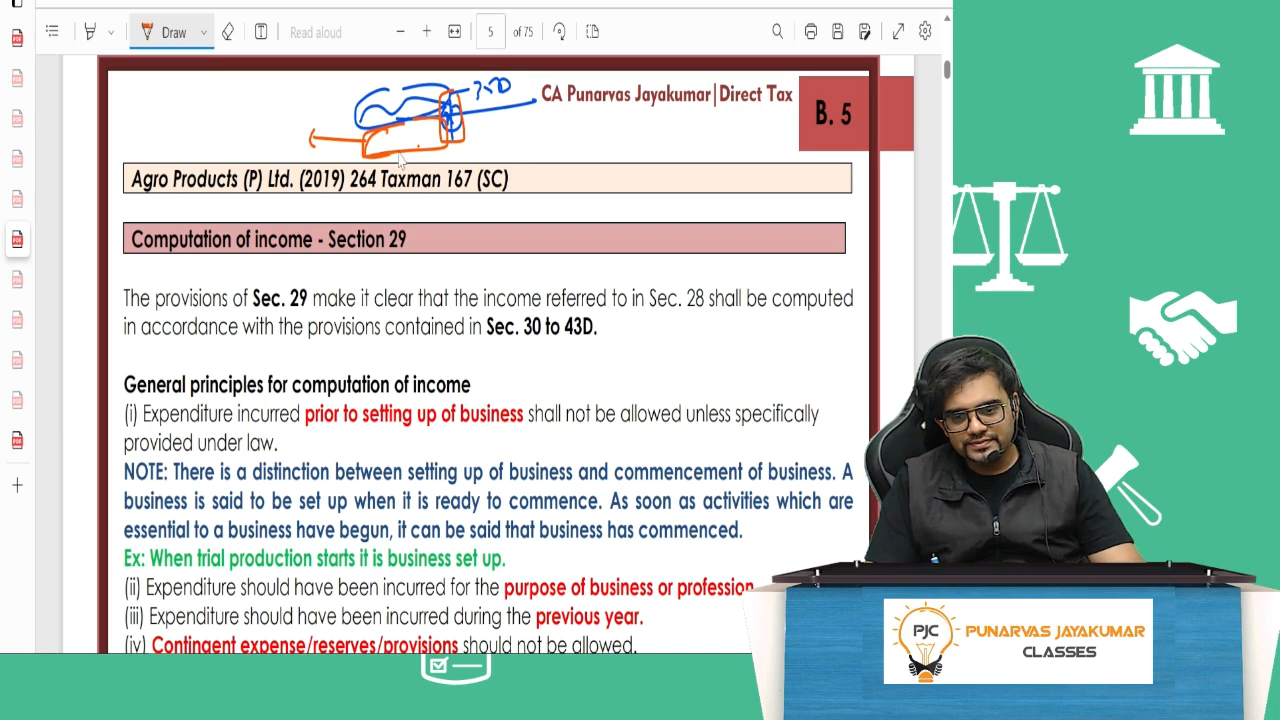 Draw
Read aloud
5 of 75
350
CA Punarvas Jayakumar|Direct Tax
B. 5
Agro Products (P) Ltd. (2019) 264 Taxman 167 (SC)
Computation of income - Section 29
The provisions of Sec. 29 make it clear that the income referred to in Sec. 28 shall be computed
in accordance with the provisions contained in Sec. 30 to 43D.
General principles for computation of income
(i) Expenditure incurred prior to setting up of business shall not be allowed unless specifically
provided under law.
NOTE: There is a distinction between setting up of business and commencement of business. A
business is said to be set up when it is ready to commence. As soon as activities which are
essential to a business have begun, it can be said that business has commenced.
Ex: When trial production starts it is business set up.
(ii) Expenditure should have been incurred for the purpose of business or profession
(iii) Expenditure should have been incurred during the previous year.
(iv) Contingent expense/reserves/provisions should not be allowed.
PJC
PUNARVAS JAYAKUMAR
CLASSES